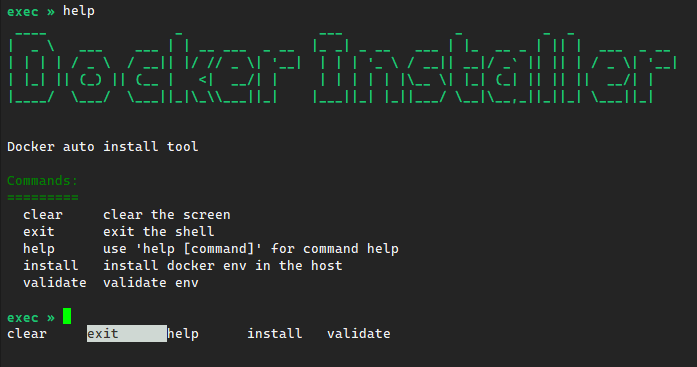 exec » help
Docker Installer
Docker auto install tool
Commands:
=========
clear     clear the screen
exit      exit the shell
help      use 'help [command]' for command help
install   install docker env in the host
validate  validate env
exec »
clear     exit      help      install   validate